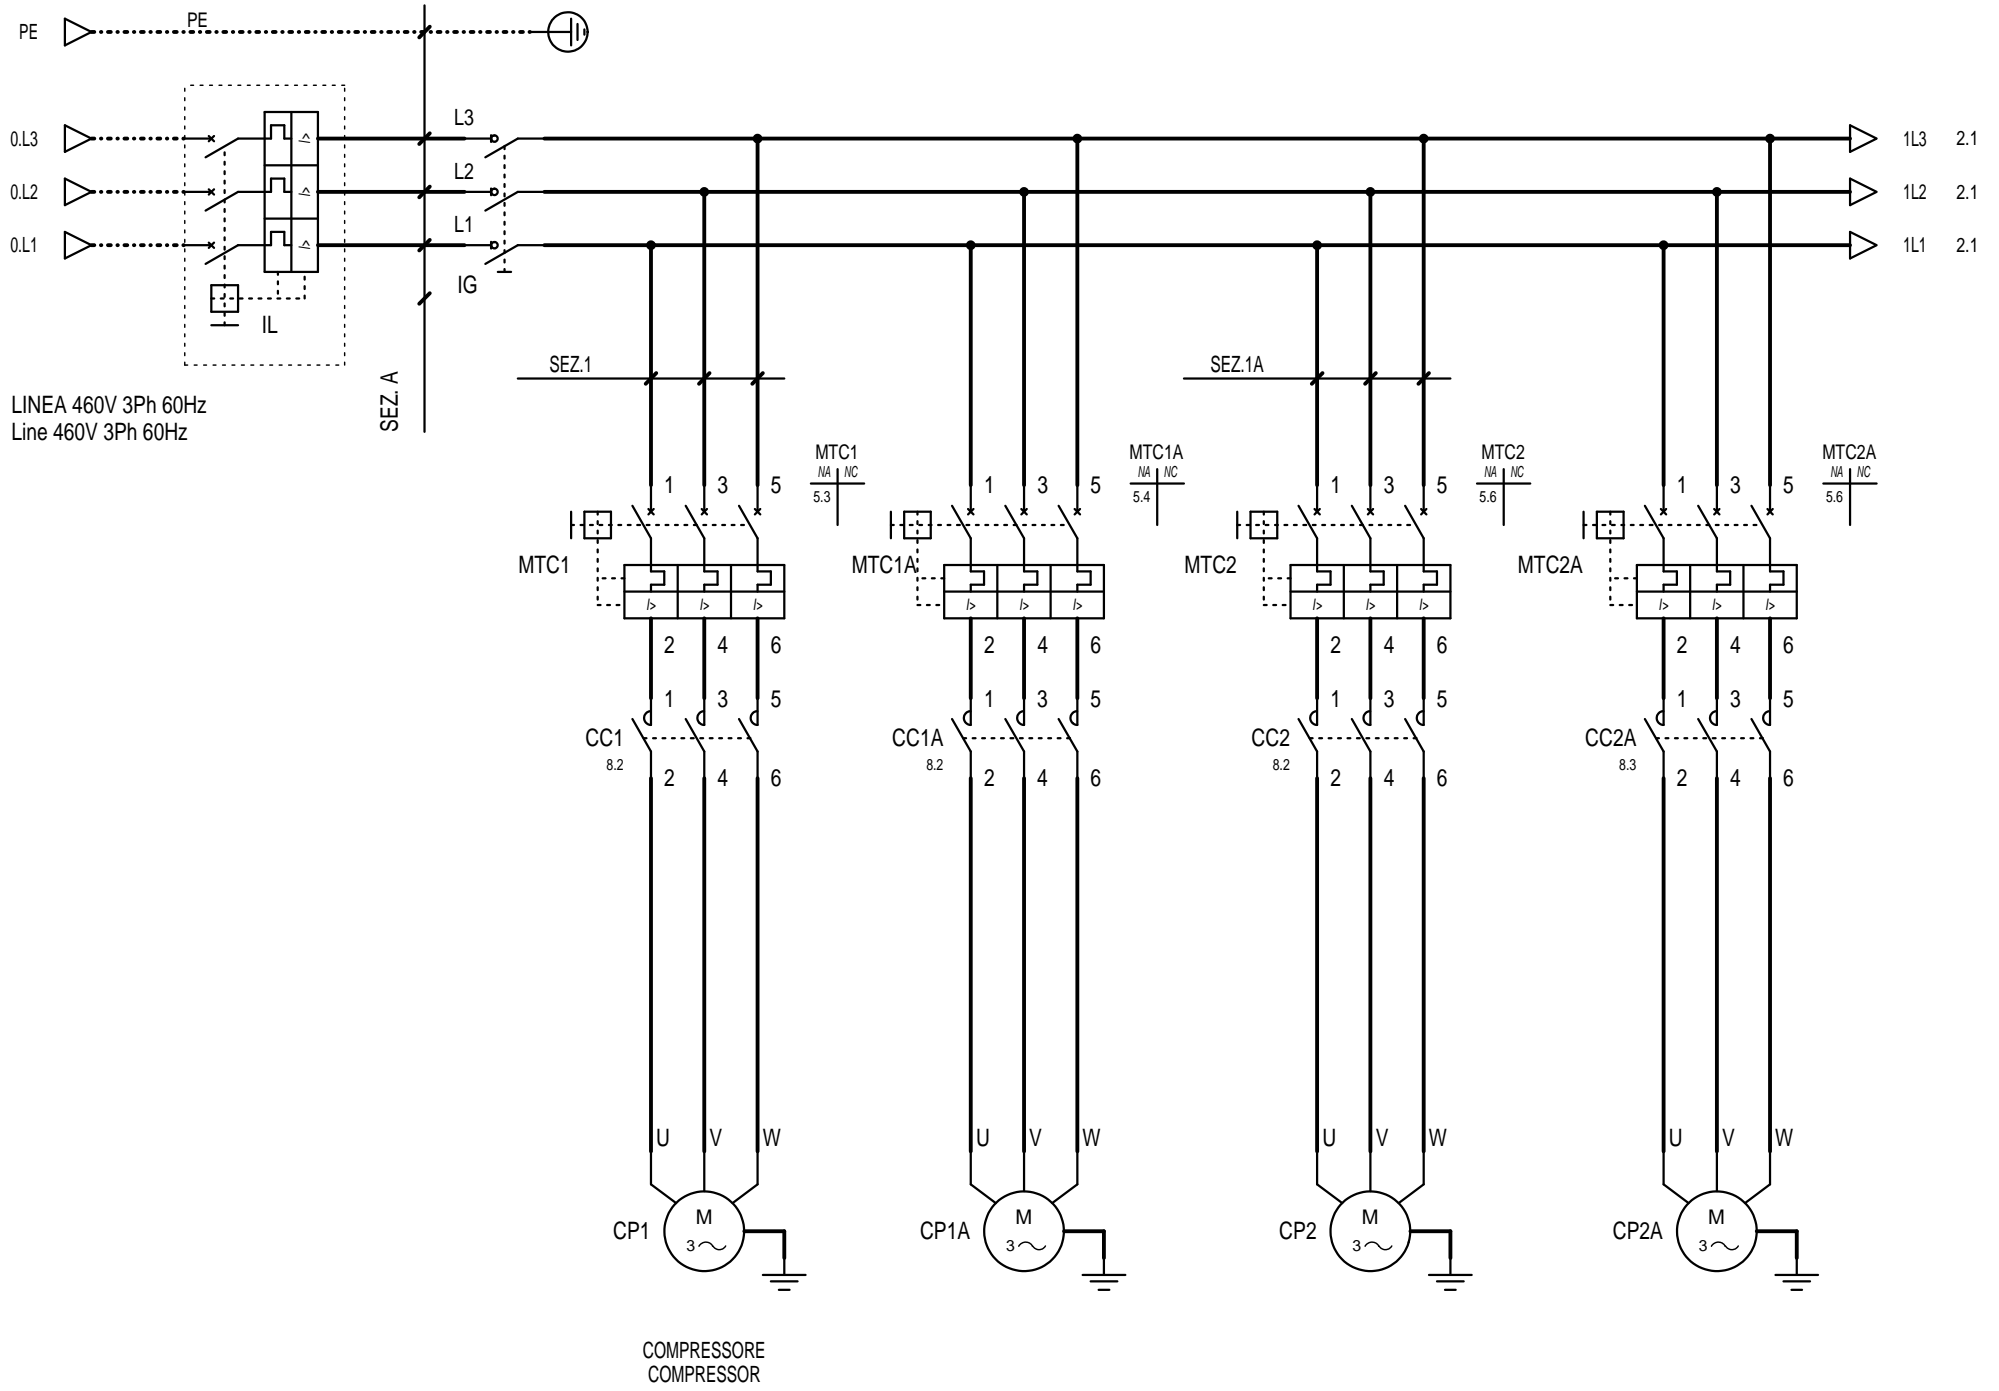 PE PE
0.L3 L3 1L3 2.1
0.L2 L2 1L2 2.1
0.L1 L1 1L1 2.1
I> I> I>
IG
IL
SEZ. A
SEZ.1 SEZ.1A
LINEA 460V 3Ph 60Hz
Line 460V 3Ph 60Hz
MTC1 MTC1A MTC2 MTC2A
NA NC NA NC NA NC NA NC
5.3 5.4 5.6 5.6
1 3 5 1 3 5 1 3 5 1 3 5
MTC1 MTC1A MTC2 MTC2A
I> I> I> I> I> I> I> I> I> I> I> I>
2 4 6 2 4 6 2 4 6 2 4 6
1 3 5 1 3 5 1 3 5 1 3 5
CC1 CC1A CC2 CC2A
8.2 8.2 8.2 8.3
2 4 6 2 4 6 2 4 6 2 4 6
U V W U V W U V W U V W
M M M M
CP1 CP1A CP2 CP2A
3 3 3 3
COMPRESSORE
COMPRESSOR